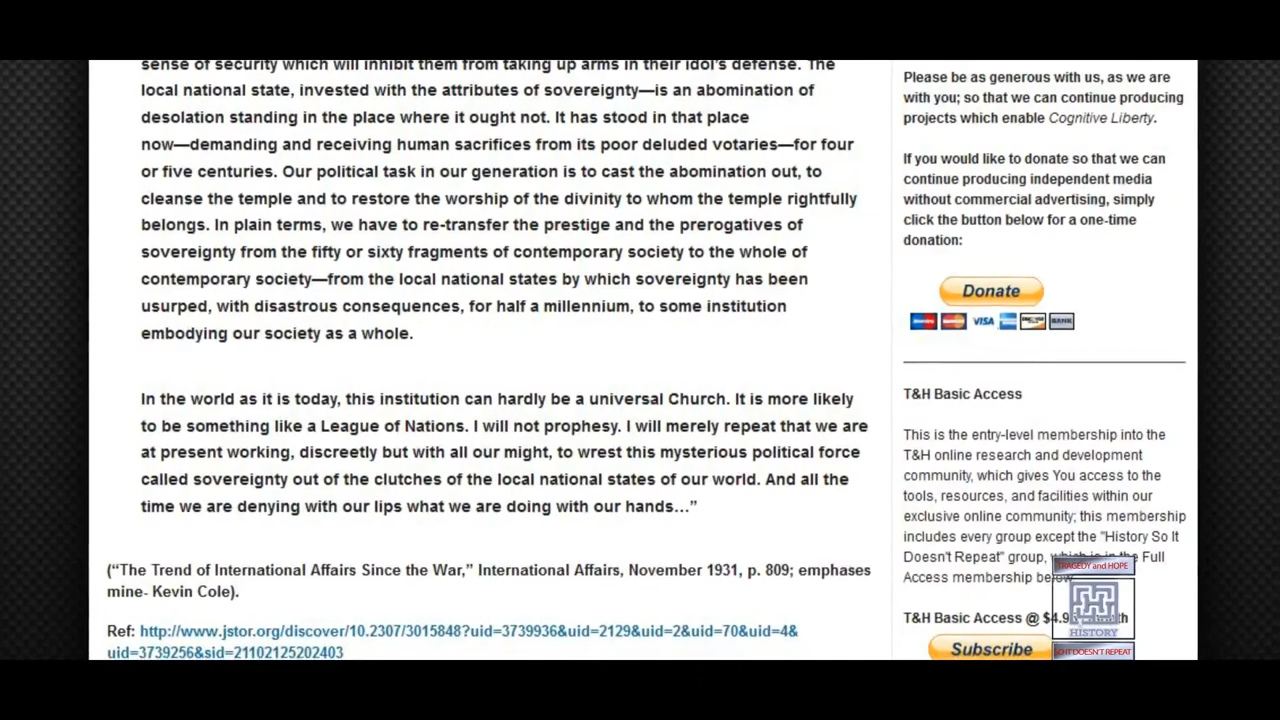 sense of security which will inhibit them from taking up arms in their idol's defense. The
local national state, invested with the attributes of sovereignty—is an abomination of
desolation standing in the place where it ought not. It has stood in that place
now—demanding and receiving human sacrifices from its poor deluded votaries—for four
or five centuries. Our political task in our generation is to cast the abomination out, to
cleanse the temple and to restore the worship of the divinity to whom the temple rightfully
belongs. In plain terms, we have to re-transfer the prestige and the prerogatives of
sovereignty from the fifty or sixty fragments of contemporary society to the whole of
contemporary society—from the local national states by which sovereignty has been
usurped, with disastrous consequences, for half a millennium, to some institution
embodying our society as a whole.
In the world as it is today, this institution can hardly be a universal Church. It is more likely
to be something like a League of Nations. I will not prophesy. I will merely repeat that we are
at present working, discreetly but with all our might, to wrest this mysterious political force
called sovereignty out of the clutches of the local national states of our world. And all the
time we are denying with our lips what we are doing with our hands…”
(“The Trend of International Affairs Since the War,” International Affairs, November 1931, p. 809; emphases
mine- Kevin Cole).
Ref: http://www.jstor.org/discover/10.2307/3015848?uid=3739936&uid=2129&uid=2&uid=70&uid=4&
uid=3739256&sid=21102125202403
Please be as generous with us, as we are
with you; so that we can continue producing
projects which enable Cognitive Liberty.
If you would like to donate so that we can
continue producing independent media
without commercial advertising, simply
click the button below for a one-time
donation:
Donate
VISA
BANK
T&H Basic Access
This is the entry-level membership into the
T&H online research and development
community, which gives You access to the
tools, resources, and facilities within our
exclusive online community; this membership
includes every group except the "History So It
Doesn't Repeat" group, which is in the Full
Access membership below
T&H Basic Access @ $4.9
Subscribe
TRAGEDY and HOPE
HISTORY
SO IT DOESN'T REPEAT